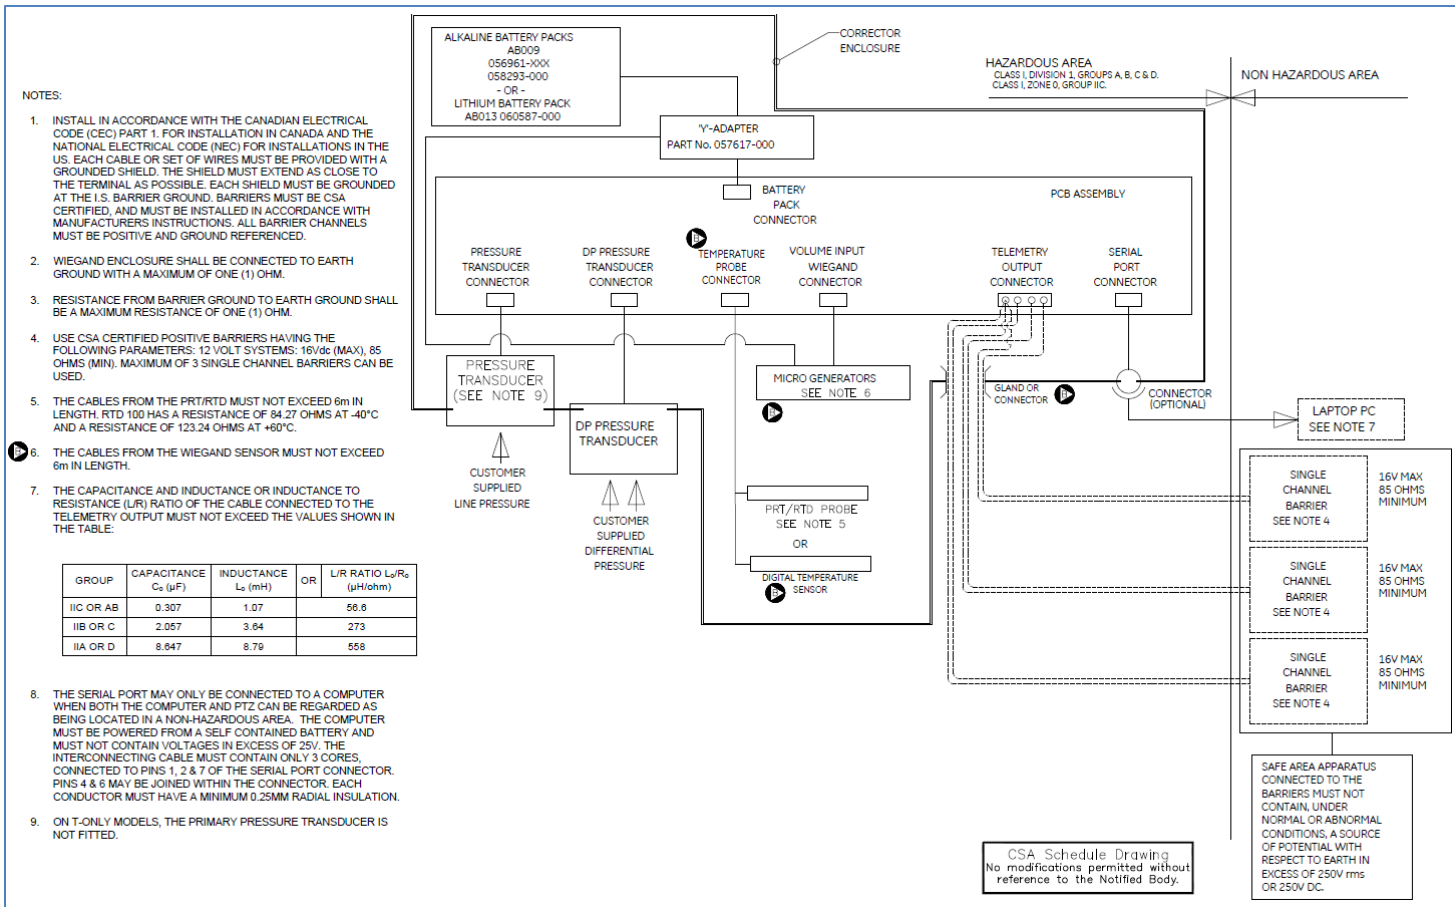 NOTES:
1. INSTALL IN ACCORDANCE WITH THE CANADIAN ELECTRICAL
CODE (CEC) PART 1. FOR INSTALLATION IN CANADA AND THE
NATIONAL ELECTRICAL CODE (NEC) FOR INSTALLATIONS IN THE
US. EACH CABLE OR SET OF WIRES MUST BE PROVIDED WITH A
GROUNDED SHIELD. THE SHIELD MUST EXTEND AS CLOSE TO
THE TERMINAL AS POSSIBLE. EACH SHIELD MUST BE GROUNDED
AT THE I.S. BARRIER GROUND. BARRIERS MUST BE CSA
CERTIFIED, AND MUST BE INSTALLED IN ACCORDANCE WITH
MANUFACTURERS INSTRUCTIONS. ALL BARRIER CHANNELS
MUST BE POSITIVE AND GROUND REFERENCED.
2. WIEGAND ENCLOSURE SHALL BE CONNECTED TO EARTH
GROUND WITH A MAXIMUM OF ONE (1) OHM.
3. RESISTANCE FROM BARRIER GROUND TO EARTH GROUND SHALL
BE A MAXIMUM RESISTANCE OF ONE (1) OHM.
4. USE CSA CERTIFIED POSITIVE BARRIERS HAVING THE
FOLLOWING PARAMETERS: 12 VOLT SYSTEMS: 16Vdc (MAX), 85
OHMS (MIN). MAXIMUM OF 3 SINGLE CHANNEL BARRIERS CAN BE
USED.
5. THE CABLES FROM THE PRT/RTD MUST NOT EXCEED 6m IN
LENGTH. RTD 100 HAS A RESISTANCE OF 84.27 OHMS AT -40°C
AND A RESISTANCE OF 123.24 OHMS AT +60°C.
6. THE CABLES FROM THE WIEGAND SENSOR MUST NOT EXCEED
6m IN LENGTH.
7. THE CAPACITANCE AND INDUCTANCE OR INDUCTANCE TO
RESISTANCE (L/R) RATIO OF THE CABLE CONNECTED TO THE
TELEMETRY OUTPUT MUST NOT EXCEED THE VALUES SHOWN IN
THE TABLE:
GROUP CAPACITANCE Cₒ (µF) INDUCTANCE Lₒ (mH) OR L/R RATIO Lₒ/Rₒ (µH/ohm)
IIC OR AB 0.307 1.07 56.6
IIB OR C 2.057 3.64 273
IIA OR D 8.647 8.79 558
8. THE SERIAL PORT MAY ONLY BE CONNECTED TO A COMPUTER
WHEN BOTH THE COMPUTER AND PTZ CAN BE REGARDED AS
BEING LOCATED IN A NON-HAZARDOUS AREA. THE COMPUTER
MUST BE POWERED FROM A SELF CONTAINED BATTERY AND
MUST NOT CONTAIN VOLTAGES IN EXCESS OF 25V. THE
INTERCONNECTING CABLE MUST CONTAIN ONLY 3 CORES,
CONNECTED TO PINS 1, 2 & 7 OF THE SERIAL PORT CONNECTOR.
PINS 4 & 6 MAY BE JOINED WITHIN THE CONNECTOR. EACH
CONDUCTOR MUST HAVE A MINIMUM 0.25MM RADIAL INSULATION.
9. ON T-ONLY MODELS, THE PRIMARY PRESSURE TRANSDUCER IS
NOT FITTED.
ALKALINE BATTERY PACKS
AB009
056961-XXX
058293-000
- OR -
LITHIUM BATTERY PACK
AB013 060587-000
CORRECTOR
ENCLOSURE
HAZARDOUS AREA
CLASS I, DIVISION 1, GROUPS A, B, C & D.
CLASS I, ZONE 0, GROUP IIC.
NON HAZARDOUS AREA
'Y'-ADAPTER
PART No. 057617-000
BATTERY
PACK
CONNECTOR
PCB ASSEMBLY
PRESSURE
TRANSDUCER
CONNECTOR
DP PRESSURE
TRANSDUCER
CONNECTOR
TEMPERATURE
PROBE
CONNECTOR
VOLUME INPUT
WIEGAND
CONNECTOR
TELEMETRY
OUTPUT
CONNECTOR
SERIAL
PORT
CONNECTOR
PRESSURE
TRANSDUCER
(SEE NOTE 9)
DP PRESSURE
TRANSDUCER
MICRO GENERATORS
SEE NOTE 6
GLAND OR
CONNECTOR
CONNECTOR
(OPTIONAL)
LAPTOP PC
SEE NOTE 7
CUSTOMER
SUPPLIED
LINE PRESSURE
CUSTOMER
SUPPLIED
DIFFERENTIAL
PRESSURE
PRT/RTD PROBE
SEE NOTE 5
OR
DIGITAL TEMPERATURE
SENSOR
SINGLE
CHANNEL
BARRIER
SEE NOTE 4
16V MAX
85 OHMS
MINIMUM
SINGLE
CHANNEL
BARRIER
SEE NOTE 4
16V MAX
85 OHMS
MINIMUM
SINGLE
CHANNEL
BARRIER
SEE NOTE 4
16V MAX
85 OHMS
MINIMUM
SAFE AREA APPARATUS
CONNECTED TO THE
BARRIERS MUST NOT
CONTAIN, UNDER
NORMAL OR ABNORMAL
CONDITIONS, A SOURCE
OF POTENTIAL WITH
RESPECT TO EARTH IN
EXCESS OF 250V rms
OR 250V DC.
CSA Schedule Drawing
No modifications permitted without
reference to the Notified Body.